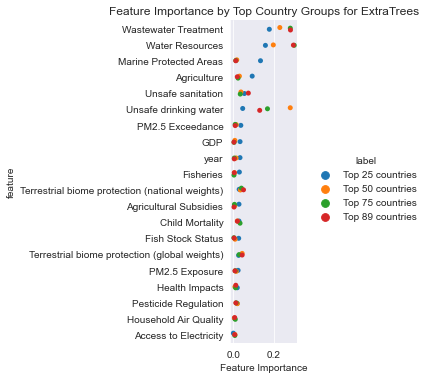 Feature Importance by Top Country Groups for ExtraTrees
Wastewater Treatment
Water Resources
Marine Protected Areas
Agriculture
Unsafe sanitation
Unsafe drinking water
PM2.5 Exceedance
GDP
year
Fisheries
Terrestrial biome protection (national weights)
Agricultural Subsidies
Child Mortality
Fish Stock Status
Terrestrial biome protection (global weights)
PM2.5 Exposure
Health Impacts
Pesticide Regulation
Household Air Quality
Access to Electricity
feature
0.0 0.2
Feature Importance
label
Top 25 countries
Top 50 countries
Top 75 countries
Top 89 countries